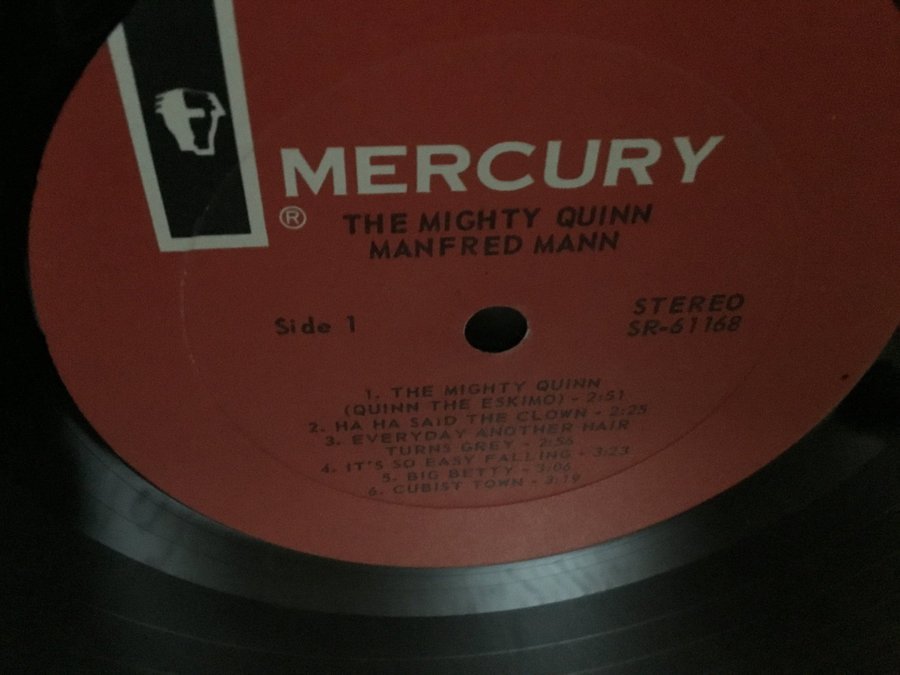 MERCURY
®
THE MIGHTY QUINN
MANFRED MANN
Side 1
STEREO
SR-61168
1. THE MIGHTY QUINN
(QUINN THE ESKIMO) - 2:51
2. HA HA SAID THE CLOWN - 2:25
3. EVERYDAY ANOTHER HAIR
TURNS GREY - 2:56
4. IT'S SO EASY FALLING - 3:23
5. BIG BETTY - 3:06
6. CUBIST TOWN - 3:19